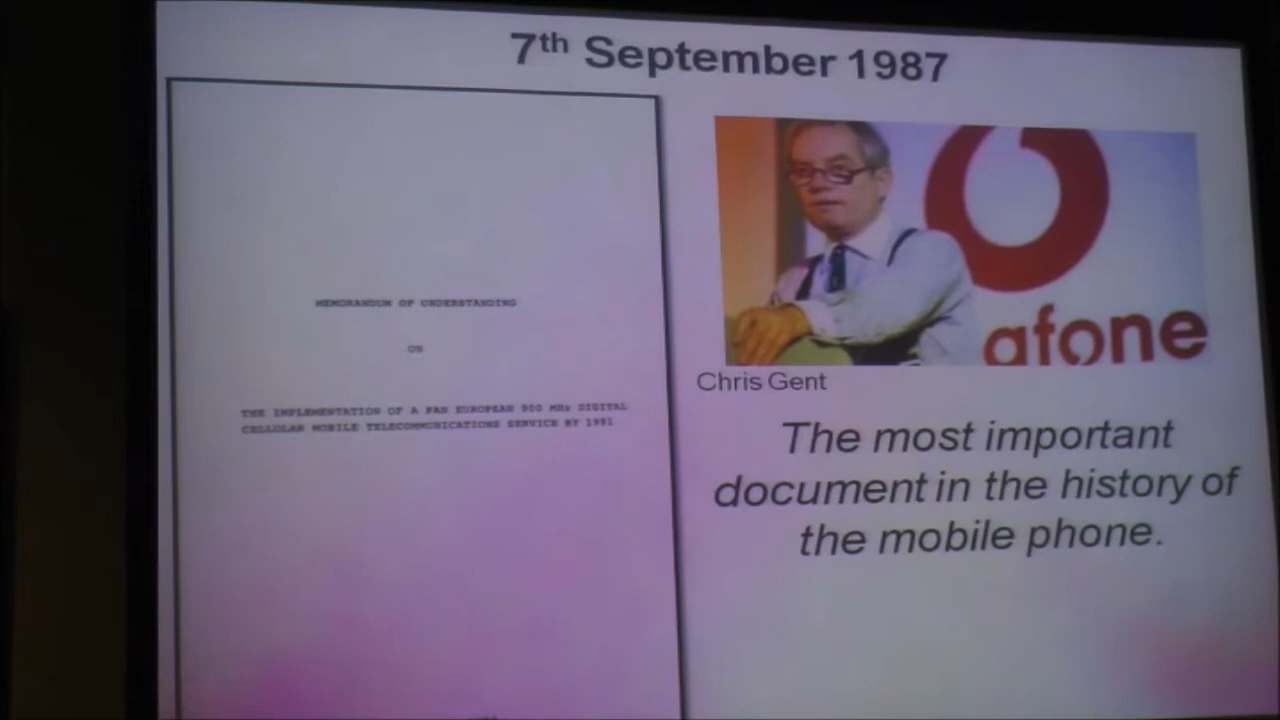 7th September 1987
MEMORANDUM OF UNDERSTANDING
ON
THE IMPLEMENTATION OF A PAN EUROPEAN 900 MHz DIGITAL
CELLULAR MOBILE TELECOMMUNICATIONS SERVICE BY 1991
afone
Chris Gent
The most important
document in the history of
the mobile phone.